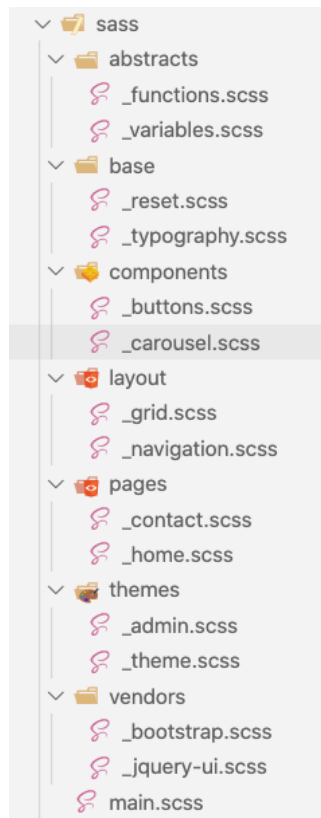 sass
abstracts
_functions.scss
_variables.scss
base
_reset.scss
_typography.scss
components
_buttons.scss
_carousel.scss
layout
_grid.scss
_navigation.scss
pages
_contact.scss
_home.scss
themes
_admin.scss
_theme.scss
vendors
_bootstrap.scss
_jquery-ui.scss
main.scss